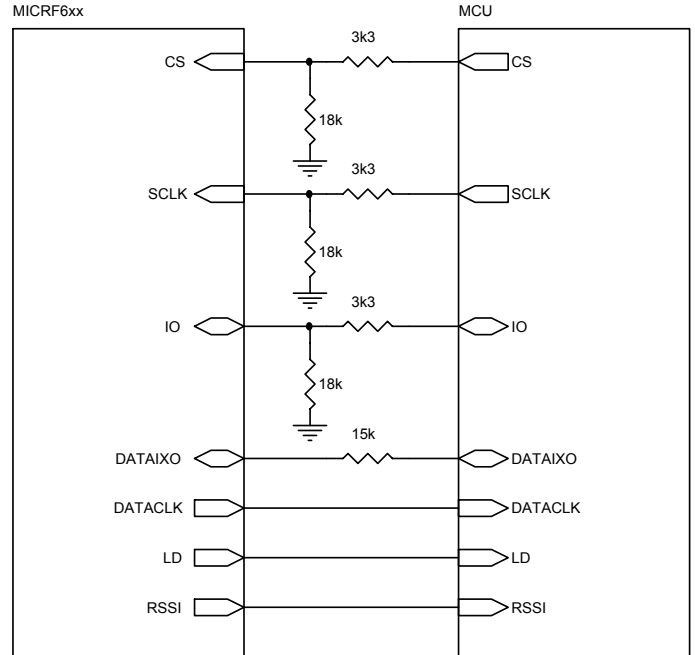 MICRF6xx MCU
3k3
CS CS
18k
3k3
SCLK SCLK
18k
3k3
IO IO
18k
15k
DATAIXO DATAIXO
DATACLK DATACLK
LD LD
RSSI RSSI